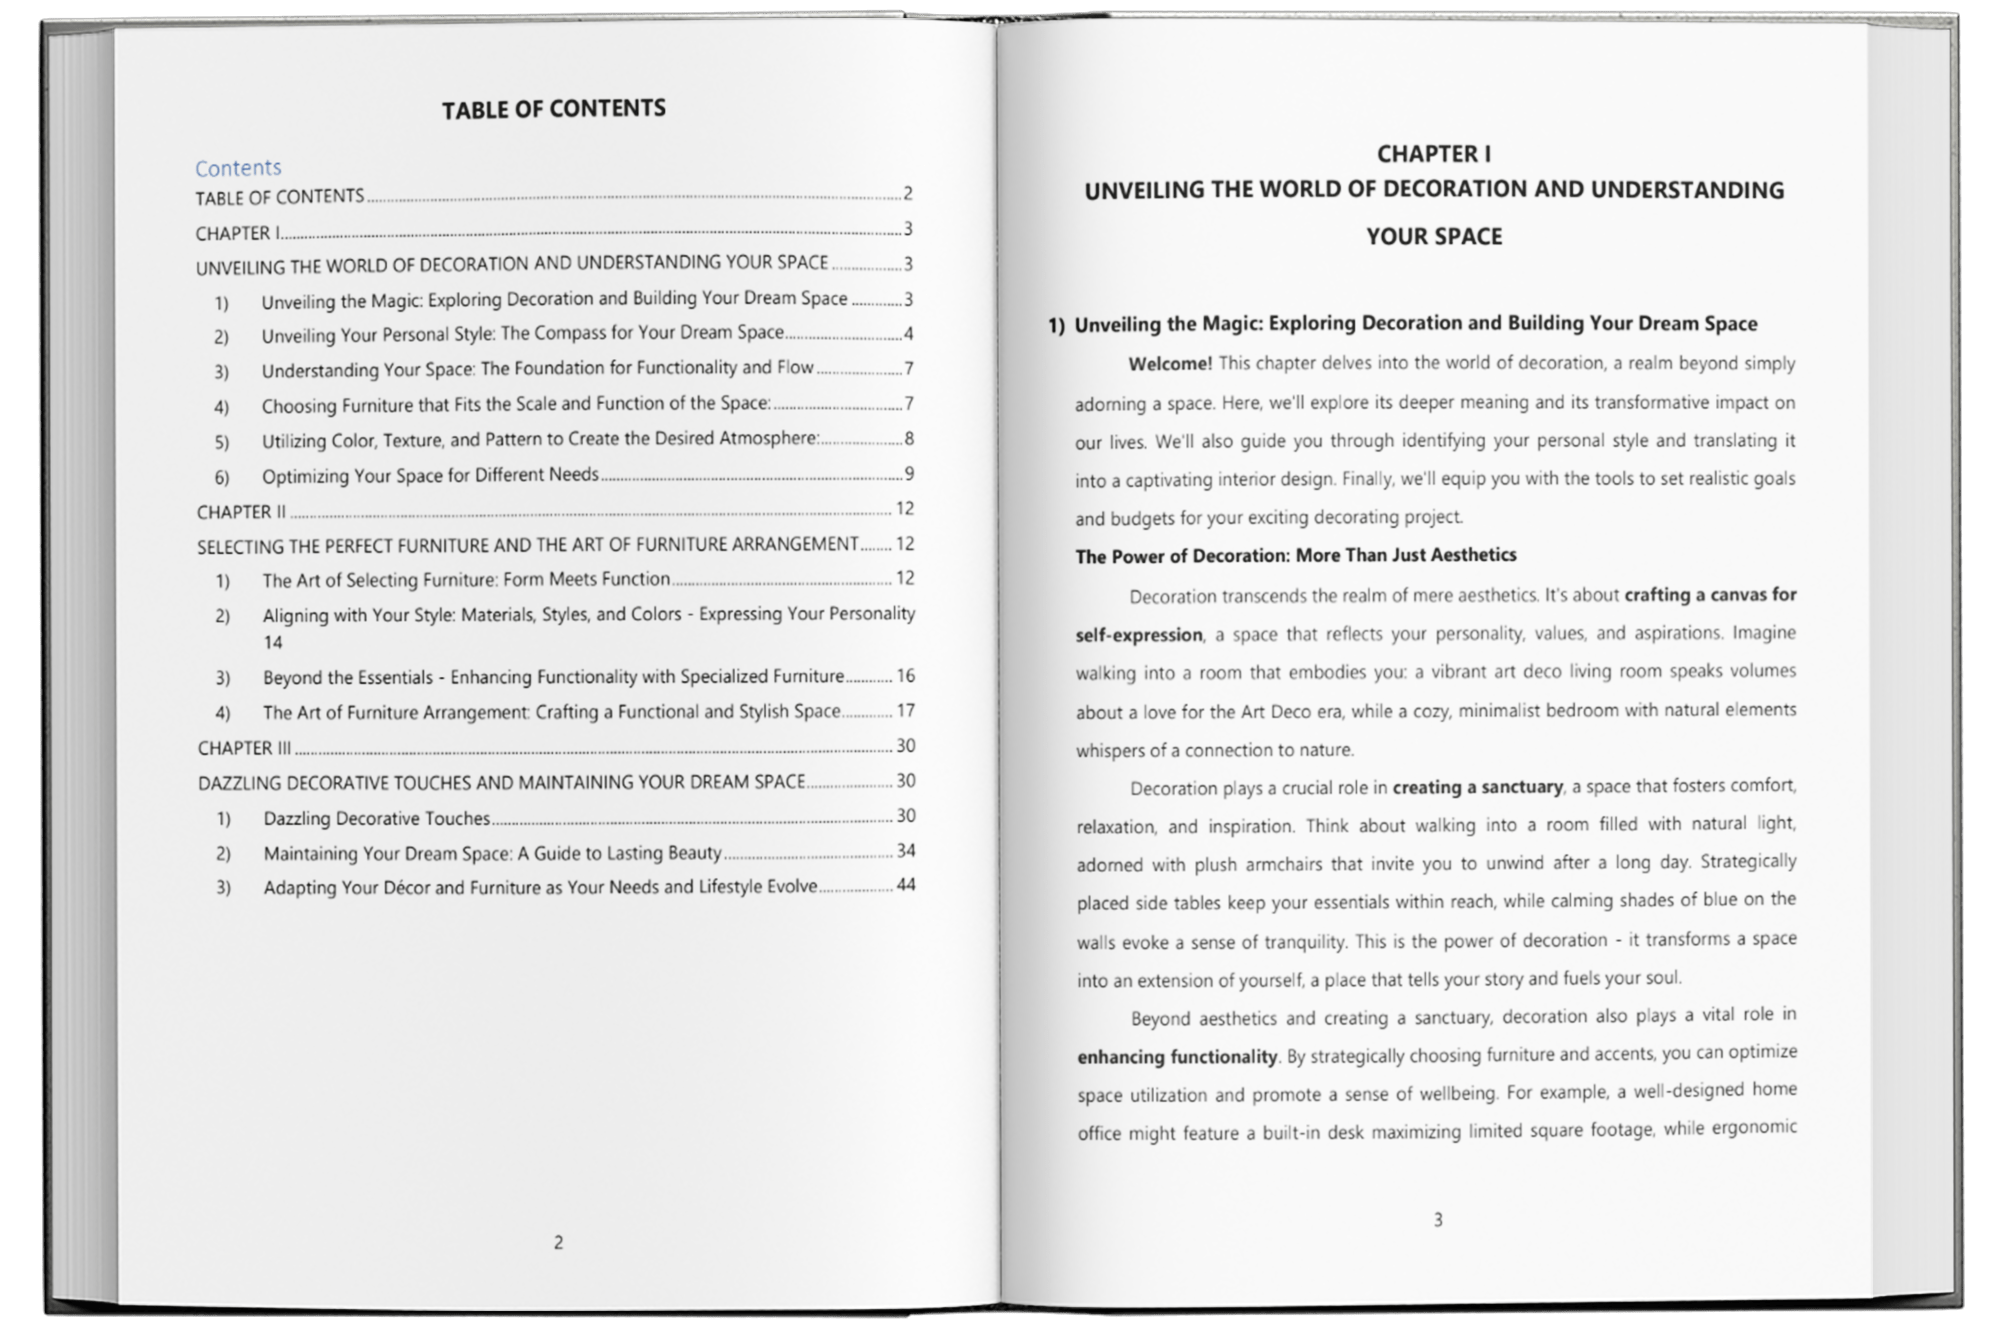 TABLE OF CONTENTS
Contents
TABLE OF CONTENTS 2
CHAPTER I 3
UNVEILING THE WORLD OF DECORATION AND UNDERSTANDING YOUR SPACE 3
1) Unveiling the Magic: Exploring Decoration and Building Your Dream Space 3
2) Unveiling Your Personal Style: The Compass for Your Dream Space 4
3) Understanding Your Space: The Foundation for Functionality and Flow 7
4) Choosing Furniture that Fits the Scale and Function of the Space: 7
5) Utilizing Color, Texture, and Pattern to Create the Desired Atmosphere: 8
6) Optimizing Your Space for Different Needs 9
CHAPTER II 12
SELECTING THE PERFECT FURNITURE AND THE ART OF FURNITURE ARRANGEMENT 12
1) The Art of Selecting Furniture: Form Meets Function 12
2) Aligning with Your Style: Materials, Styles, and Colors - Expressing Your Personality
14
3) Beyond the Essentials - Enhancing Functionality with Specialized Furniture 16
4) The Art of Furniture Arrangement: Crafting a Functional and Stylish Space 17
CHAPTER III 30
DAZZLING DECORATIVE TOUCHES AND MAINTAINING YOUR DREAM SPACE 30
1) Dazzling Decorative Touches 30
2) Maintaining Your Dream Space: A Guide to Lasting Beauty 34
3) Adapting Your Décor and Furniture as Your Needs and Lifestyle Evolve 44
2
CHAPTER I
UNVEILING THE WORLD OF DECORATION AND UNDERSTANDING
YOUR SPACE
1) Unveiling the Magic: Exploring Decoration and Building Your Dream Space
Welcome! This chapter delves into the world of decoration, a realm beyond simply
adorning a space. Here, we'll explore its deeper meaning and its transformative impact on
our lives. We'll also guide you through identifying your personal style and translating it
into a captivating interior design. Finally, we'll equip you with the tools to set realistic goals
and budgets for your exciting decorating project.
The Power of Decoration: More Than Just Aesthetics
Decoration transcends the realm of mere aesthetics. It's about crafting a canvas for
self-expression, a space that reflects your personality, values, and aspirations. Imagine
walking into a room that embodies you: a vibrant art deco living room speaks volumes
about a love for the Art Deco era, while a cozy, minimalist bedroom with natural elements
whispers of a connection to nature.
Decoration plays a crucial role in creating a sanctuary, a space that fosters comfort,
relaxation, and inspiration. Think about walking into a room filled with natural light,
adorned with plush armchairs that invite you to unwind after a long day. Strategically
placed side tables keep your essentials within reach, while calming shades of blue on the
walls evoke a sense of tranquility. This is the power of decoration - it transforms a space
into an extension of yourself, a place that tells your story and fuels your soul.
Beyond aesthetics and creating a sanctuary, decoration also plays a vital role in
enhancing functionality. By strategically choosing furniture and accents, you can optimize
space utilization and promote a sense of wellbeing. For example, a well-designed home
office might feature a built-in desk maximizing limited square footage, while ergonomic
3